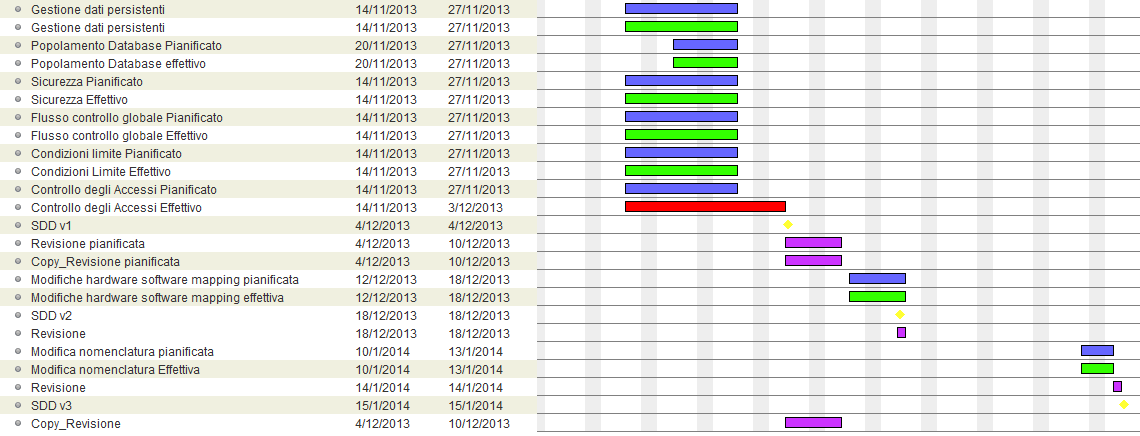 Gestione dati persistenti 14/11/2013 27/11/2013
Gestione dati persistenti 14/11/2013 27/11/2013
Popolamento Database Pianificato 20/11/2013 27/11/2013
Popolamento Database effettivo 20/11/2013 27/11/2013
Sicurezza Pianificato 14/11/2013 27/11/2013
Sicurezza Effettivo 14/11/2013 27/11/2013
Flusso controllo globale Pianificato 14/11/2013 27/11/2013
Flusso controllo globale Effettivo 14/11/2013 27/11/2013
Condizioni limite Pianificato 14/11/2013 27/11/2013
Condizioni Limite Effettivo 14/11/2013 27/11/2013
Controllo degli Accessi Pianificato 14/11/2013 27/11/2013
Controllo degli Accessi Effettivo 14/11/2013 3/12/2013
SDD v1 4/12/2013 4/12/2013
Revisione pianificata 4/12/2013 10/12/2013
Copy_Revisione pianificata 4/12/2013 10/12/2013
Modifiche hardware software mapping pianificata 12/12/2013 18/12/2013
Modifiche hardware software mapping effettiva 12/12/2013 18/12/2013
SDD v2 18/12/2013 18/12/2013
Revisione 18/12/2013 18/12/2013
Modifica nomenclatura pianificata 10/1/2014 13/1/2014
Modifica nomenclatura Effettiva 10/1/2014 13/1/2014
Revisione 14/1/2014 14/1/2014
SDD v3 15/1/2014 15/1/2014
Copy_Revisione 4/12/2013 10/12/2013